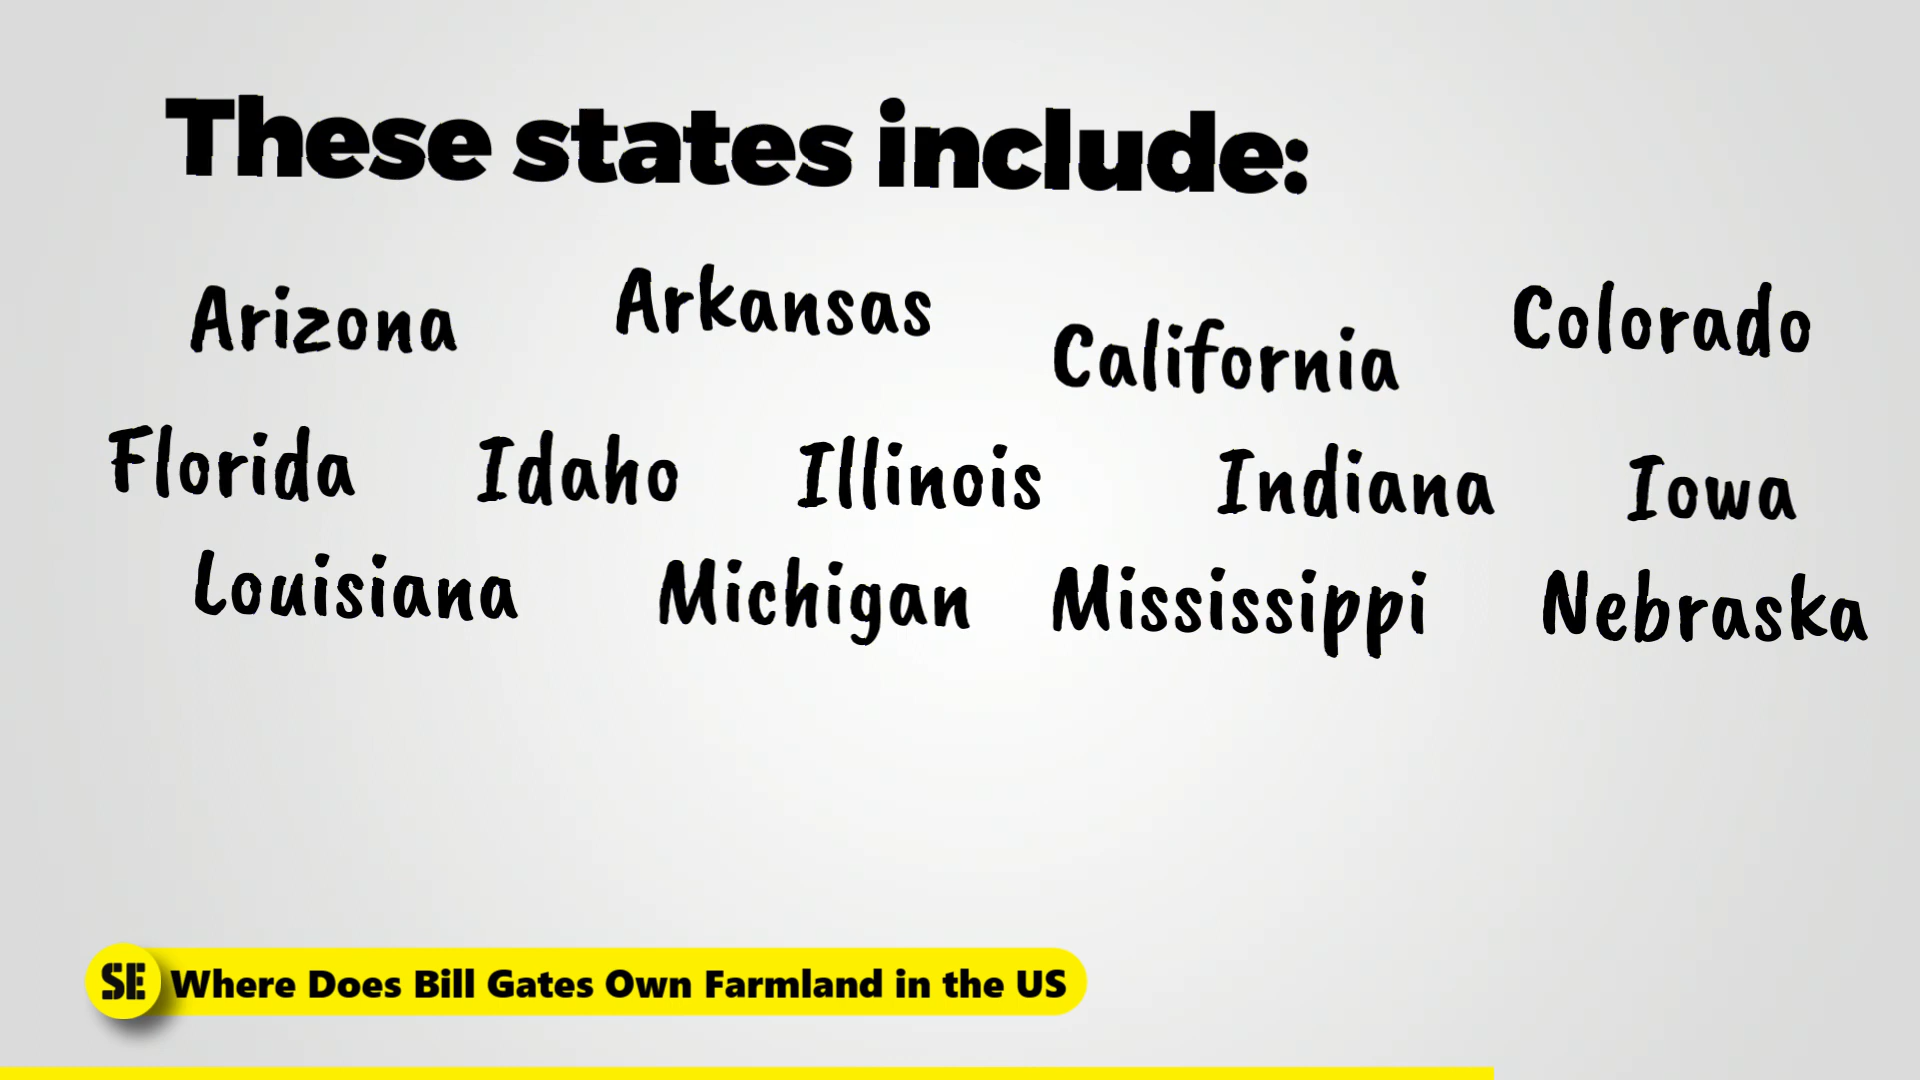 These states include:
Arizona Arkansas California Colorado
Florida Idaho Illinois Indiana Iowa
Louisiana Michigan Mississippi Nebraska
SE Where Does Bill Gates Own Farmland in the US